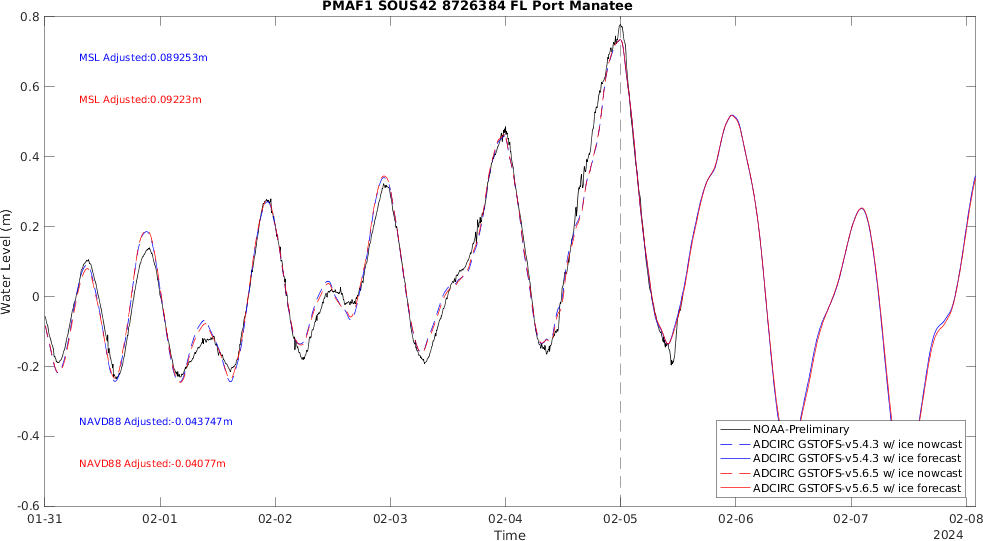 PMAF1 SOUS42 8726384 FL Port Manatee
0.8
0.6
0.4
0.2
0
-0.2
-0.4
-0.6
Water Level (m)
MSL Adjusted:0.089253m
MSL Adjusted:0.09223m
NAVD88 Adjusted:-0.043747m
NAVD88 Adjusted:-0.04077m
NOAA-Preliminary
ADCIRC GSTOFS-v5.4.3 w/ ice nowcast
ADCIRC GSTOFS-v5.4.3 w/ ice forecast
ADCIRC GSTOFS-v5.6.5 w/ ice nowcast
ADCIRC GSTOFS-v5.6.5 w/ ice forecast
01-31 02-01 02-02 02-03 02-04 02-05 02-06 02-07 02-08
Time
2024